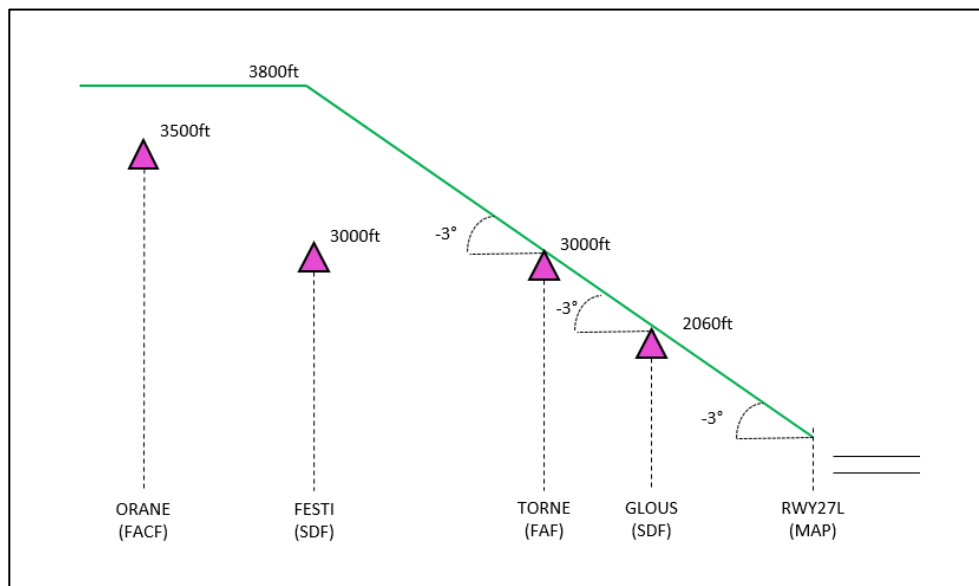 3800ft
3500ft
3000ft
-3°
3000ft
-3°
2060ft
-3°
ORANE
(FACF)
FESTI
(SDF)
TORNE
(FAF)
GLOUS
(SDF)
RWY27L
(MAP)